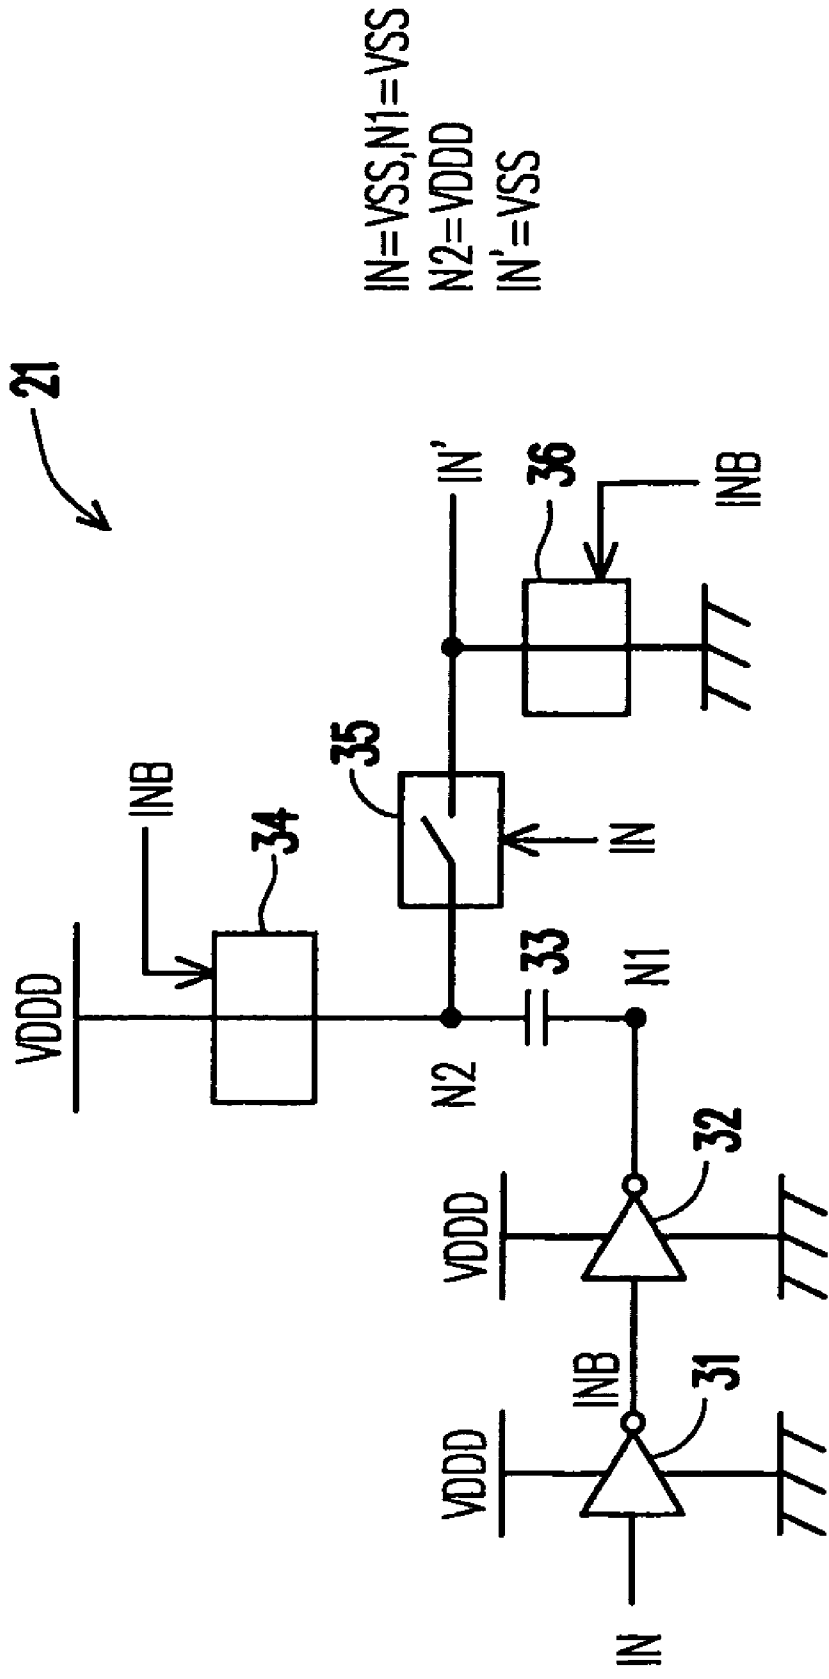 21
IN=VSS,N1=VSS
N2=VDDD
IN'=VSS
VDDD
INB
34
35
IN'
N2
33
IN
36
INB
N1
VDDD
VDDD
INB
32
31
IN